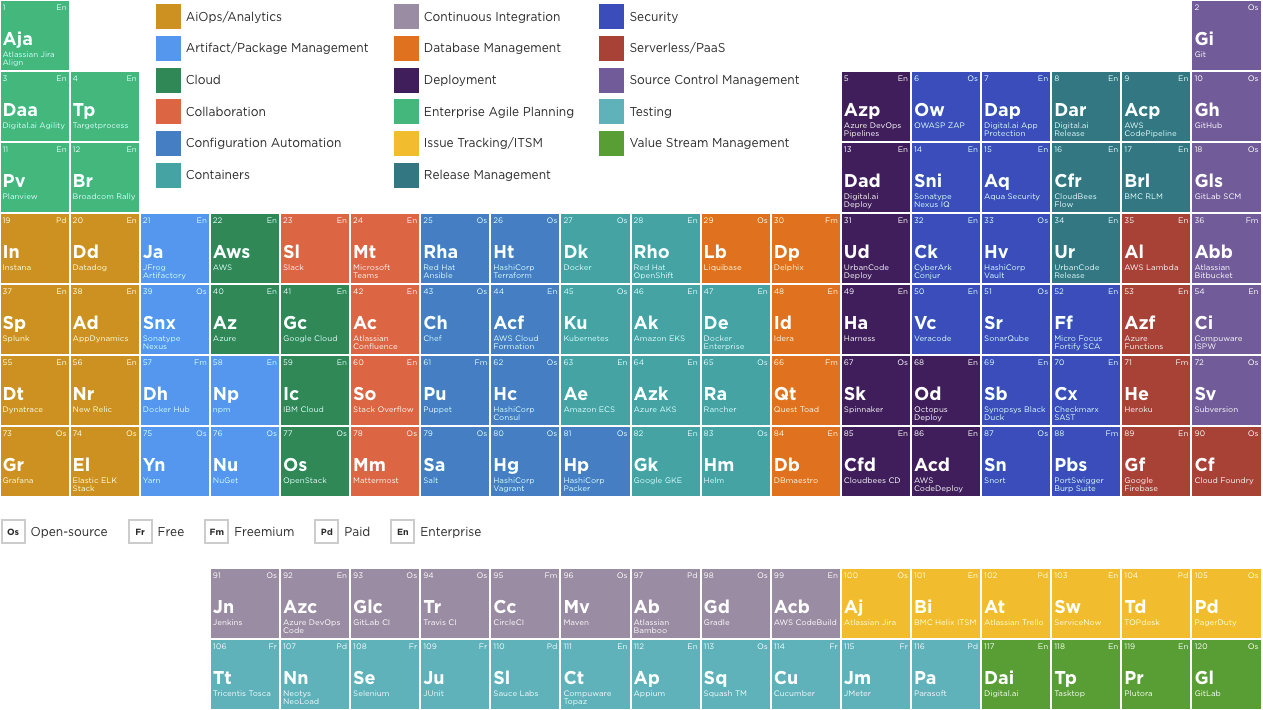 1 En
Aja
Atlassian Jira
Align
AiOps/Analytics
Artifact/Package Management
Cloud
Collaboration
Configuration Automation
Containers
Continuous Integration
Database Management
Deployment
Enterprise Agile Planning
Issue Tracking/ITSM
Release Management
Security
Serverless/PaaS
Source Control Management
Testing
Value Stream Management
2 Os
Gi
Git
3 En
Daa
Digital.ai Agility
4 En
Tp
Targetprocess
5 En
Azp
Azure DevOps
Pipelines
6 Os
Ow
OWASP ZAP
7 En
Dap
Digital.ai App
Protection
8 En
Dar
Digital.ai
Release
9 En
Acp
AWS
CodePipeline
10 Os
Gh
GitHub
11 En
Pv
Planview
12 En
Br
Broadcom Rally
13 En
Dad
Digital.ai
Deploy
14 En
Sni
Sonatype
Nexus IQ
15 En
Aq
Aqua Security
16 En
Cfr
CloudBees
Flow
17 En
Brl
BMC RLM
18 Os
Gls
GitLab SCM
19 Pd
In
Instana
20 En
Dd
Datadog
21 En
Ja
JFrog
Artifactory
22 En
Aws
AWS
23 En
Sl
Slack
24 En
Mt
Microsoft
Teams
25 Os
Rha
Red Hat
Ansible
26 Os
Ht
HashiCorp
Terraform
27 Os
Dk
Docker
28 En
Rho
Red Hat
OpenShift
29 Os
Lb
Liquibase
30 Fm
Dp
Delphix
31 En
Ud
UrbanCode
Deploy
32 En
Ck
CyberArk
Conjur
33 Os
Hv
HashiCorp
Vault
34 En
Ur
UrbanCode
Release
35 En
Al
AWS Lambda
36 Fm
Abb
Atlassian
Bitbucket
37 En
Sp
Splunk
38 En
Ad
AppDynamics
39 Os
Snx
Sonatype
Nexus
40 En
Az
Azure
41 En
Gc
Google Cloud
42 En
Ac
Atlassian
Confluence
43 Os
Ch
Chef
44 En
Acf
AWS Cloud
Formation
45 Os
Ku
Kubernetes
46 En
Ak
Amazon EKS
47 En
De
Docker
Enterprise
48 En
Id
Idera
49 En
Ha
Harness
50 En
Vc
Veracode
51 Os
Sr
SonarQube
52 En
Ff
Micro Focus
Fortify SCA
53 En
Azf
Azure
Functions
54 En
Ci
Compuware
ISPW
55 En
Dt
Dynatrace
56 En
Nr
New Relic
57 Fm
Dh
Docker Hub
58 En
Np
npm
59 En
Ic
IBM Cloud
60 En
So
Stack Overflow
61 Fm
Pu
Puppet
62 En
Hc
HashiCorp
Consul
63 En
Ae
Amazon ECS
64 En
Azk
Azure AKS
65 Os
Ra
Rancher
66 Fm
Qt
Quest Toad
67 Os
Sk
Spinnaker
68 En
Od
Octopus
Deploy
69 En
Sb
Synopsys Black
Duck
70 En
Cx
Checkmarx
SAST
71 Fm
He
Heroku
72 Os
Sv
Subversion
73 Os
Gr
Grafana
74 Os
El
Elastic ELK
Stack
75 Os
Yn
Yarn
76 Os
Nu
NuGet
77 Os
Os
OpenStack
78 Os
Mm
Mattermost
79 Os
Sa
Salt
80 Os
Hg
HashiCorp
Vagrant
81 Os
Hp
HashiCorp
Packer
82 En
Gk
Google GKE
83 Os
Hm
Helm
84 En
Db
DBmaestro
85 En
Cfd
Cloudbees CD
86 En
Acd
AWS
CodeDeploy
87 Os
Sn
Snort
88 Fm
Pbs
PortSwigger
Burp Suite
89 En
Gf
Google
Firebase
90 Os
Cf
Cloud Foundry
Os Open-source
Fr Free
Fm Freemium
Pd Paid
En Enterprise
91 Os
Jn
Jenkins
92 En
Azc
Azure DevOps
Code
93 Os
Glc
GitLab CI
94 Os
Tr
Travis CI
95 Fm
Cc
CircleCI
96 Os
Mv
Maven
97 Pd
Ab
Atlassian
Bamboo
98 Os
Gd
Gradle
99 En
Acb
AWS CodeBuild
100 Os
Aj
Atlassian Jira
101 En
Bi
BMC Helix ITSM
102 Pd
At
Atlassian Trello
103 En
Sw
ServiceNow
104 Pd
Td
TOPdesk
105 Os
Pd
PagerDuty
106 Fr
Tt
Tricentis Tosca
107 Pd
Nn
Neotys
NeoLoad
108 Fr
Se
Selenium
109 Fr
Ju
JUnit
110 Pd
Sl
Sauce Labs
111 En
Ct
Compuware
Topaz
112 En
Ap
Appium
113 Os
Sq
Squash TM
114 Fr
Cu
Cucumber
115 Fr
Jm
JMeter
116 Pd
Pa
Parasoft
117 En
Dai
Digital.ai
118 En
Tp
Tasktop
119 En
Pr
Plutora
120 Os
Gl
GitLab